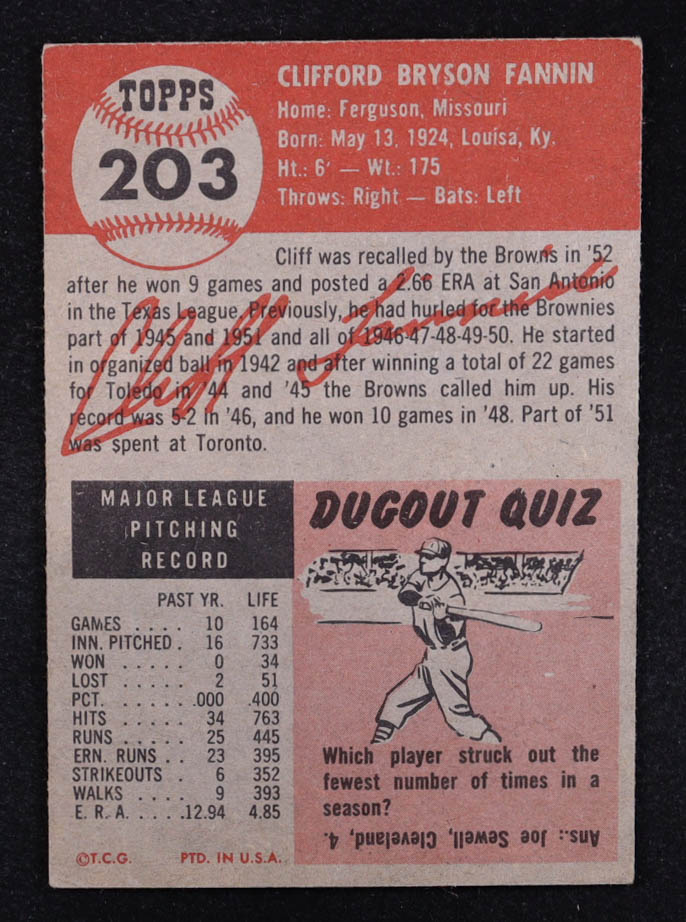 TOPPS
203
CLIFFORD BRYSON FANNIN
Home: Ferguson, Missouri
Born: May 13, 1924, Louisa, Ky.
Ht.: 6' — Wt.: 175
Throws: Right — Bats: Left
Cliff was recalled by the Browns in '52
after he won 9 games and posted a 2.66 ERA at San Antonio
in the Texas League. Previously, he had hurled for the Brownies
part of 1945 and 1951 and all of 1946-47-48-49-50. He started
in organized ball in 1942 and after winning a total of 22 games
for Toledo in '44 and '45 the Browns called him up. His
record was 5-2 in '46, and he won 10 games in '48. Part of '51
was spent at Toronto.
Cliff Fannin
MAJOR LEAGUE
PITCHING
RECORD
PAST YR. LIFE
GAMES . . . . 10 164
INN. PITCHED . 16 733
WON . . . . . 0 34
LOST . . . . . . 2 51
PCT. . . . . . .000 .400
HITS . . . . . 34 763
RUNS . . . . . 25 445
ERN. RUNS . . 23 395
STRIKEOUTS . 6 352
WALKS . . . . 9 393
E. R. A. . . . .12.94 4.85
©T.C.G. PTD. IN U.S.A.
DUGOUT QUIZ
Which player struck out the
fewest number of times in a
season?
Ans.: Joe Sewell, Cleveland, 4.